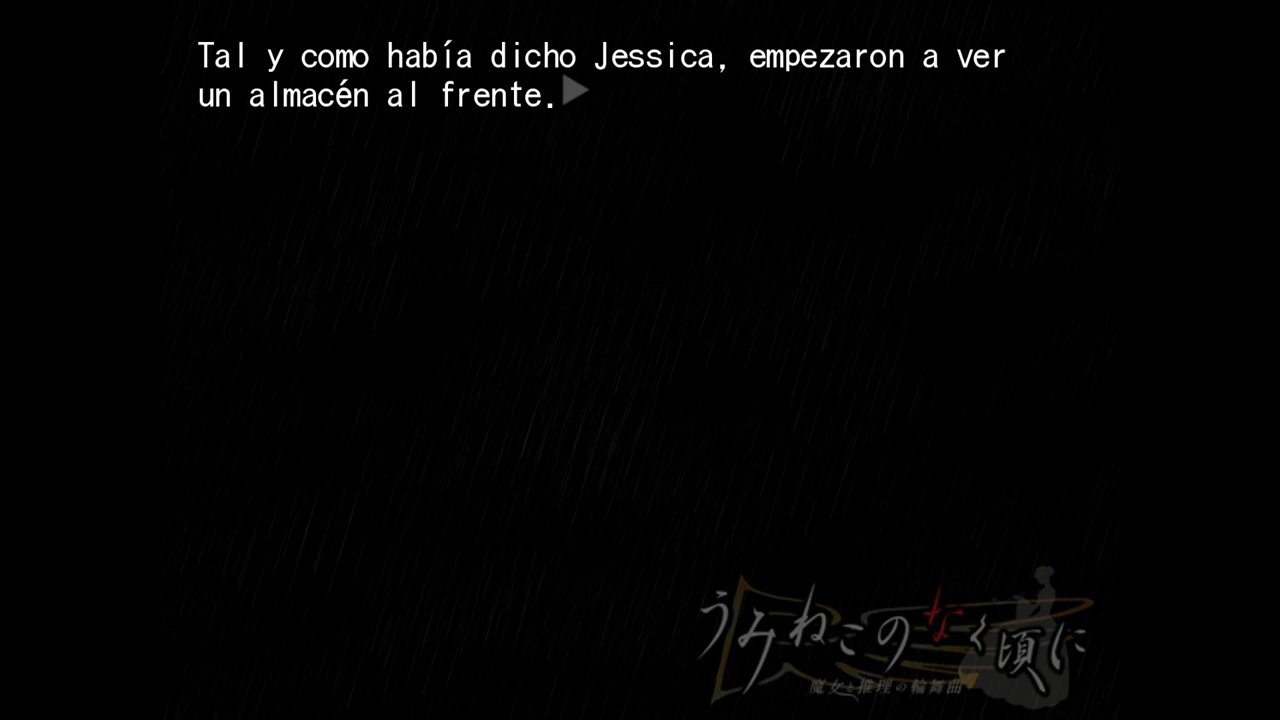 Tal y como había dicho Jessica, empezaron a ver
un almacén al frente.
うみねこのなく頃に
魔女と推理の輪舞曲